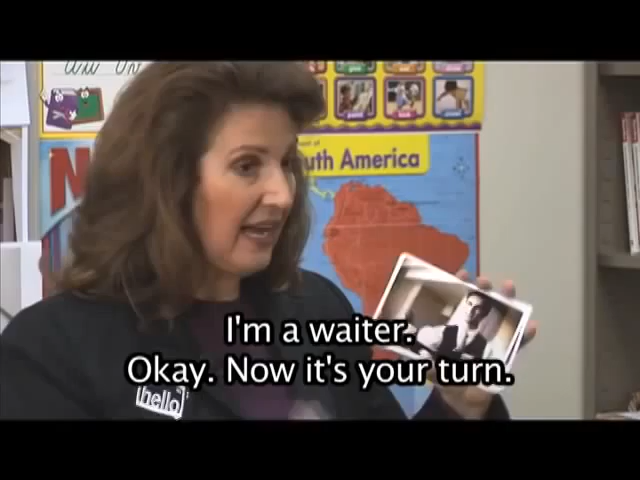 uth America
N
I'm a waiter.
Okay. Now it's your turn.
[hello]